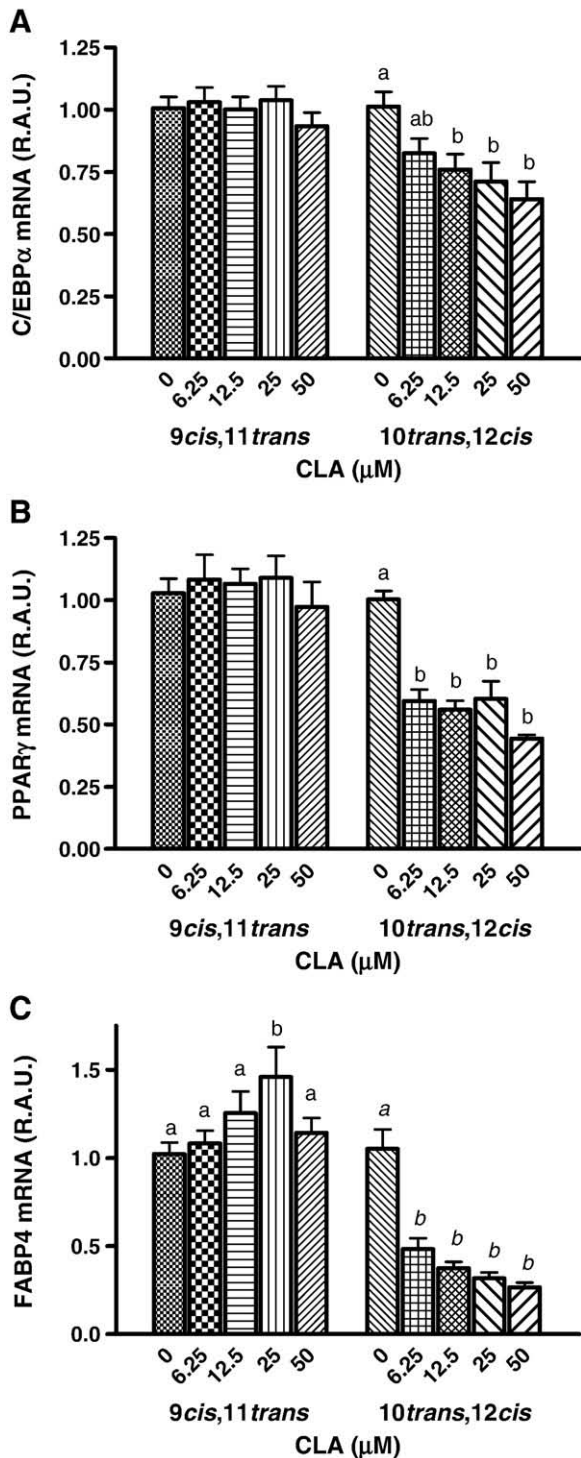 A
C/EBPα mRNA (R.A.U.)
1.25
1.00
0.75
0.50
0.25
0.00
a
ab
b
b
b
0 6.25 12.5 25 50 0 6.25 12.5 25 50
9cis,11trans 10trans,12cis
CLA (μM)
B
PPARγ mRNA (R.A.U.)
1.25
1.00
0.75
0.50
0.25
0.00
a
b
b
b
b
0 6.25 12.5 25 50 0 6.25 12.5 25 50
9cis,11trans 10trans,12cis
CLA (μM)
C
FABP4 mRNA (R.A.U.)
1.5
1.0
0.5
0.0
a
a
a
b
a
a
b
b
b
b
0 6.25 12.5 25 50 0 6.25 12.5 25 50
9cis,11trans 10trans,12cis
CLA (μM)